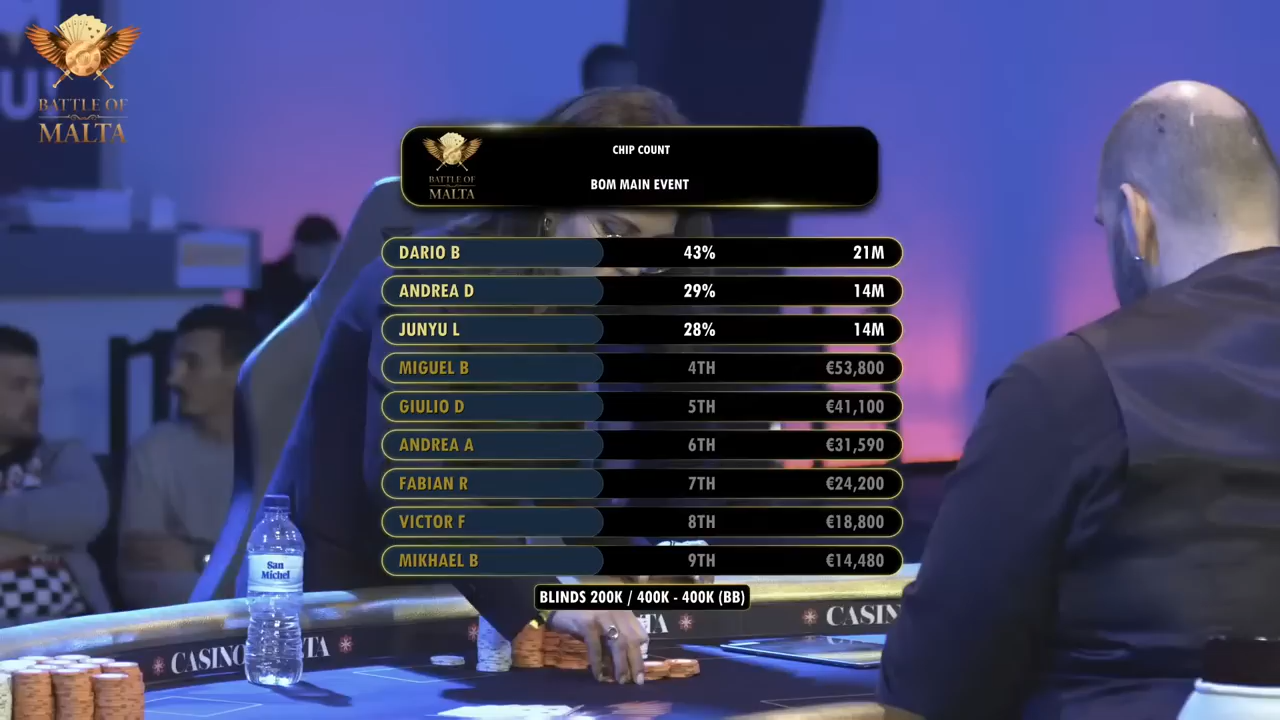 BATTLE OF
MALTA
CHIP COUNT
BATTLE OF
MALTA
BOM MAIN EVENT
DARIO B 43% 21M
ANDREA D 29% 14M
JUNYU L 28% 14M
MIGUEL B 4TH €53,800
GIULIO D 5TH €41,100
ANDREA A 6TH €31,590
FABIAN R 7TH €24,200
VICTOR F 8TH €18,800
MIKHAEL B 9TH €14,480
BLINDS 200K / 400K - 400K (BB)
San
Michel
CASINO